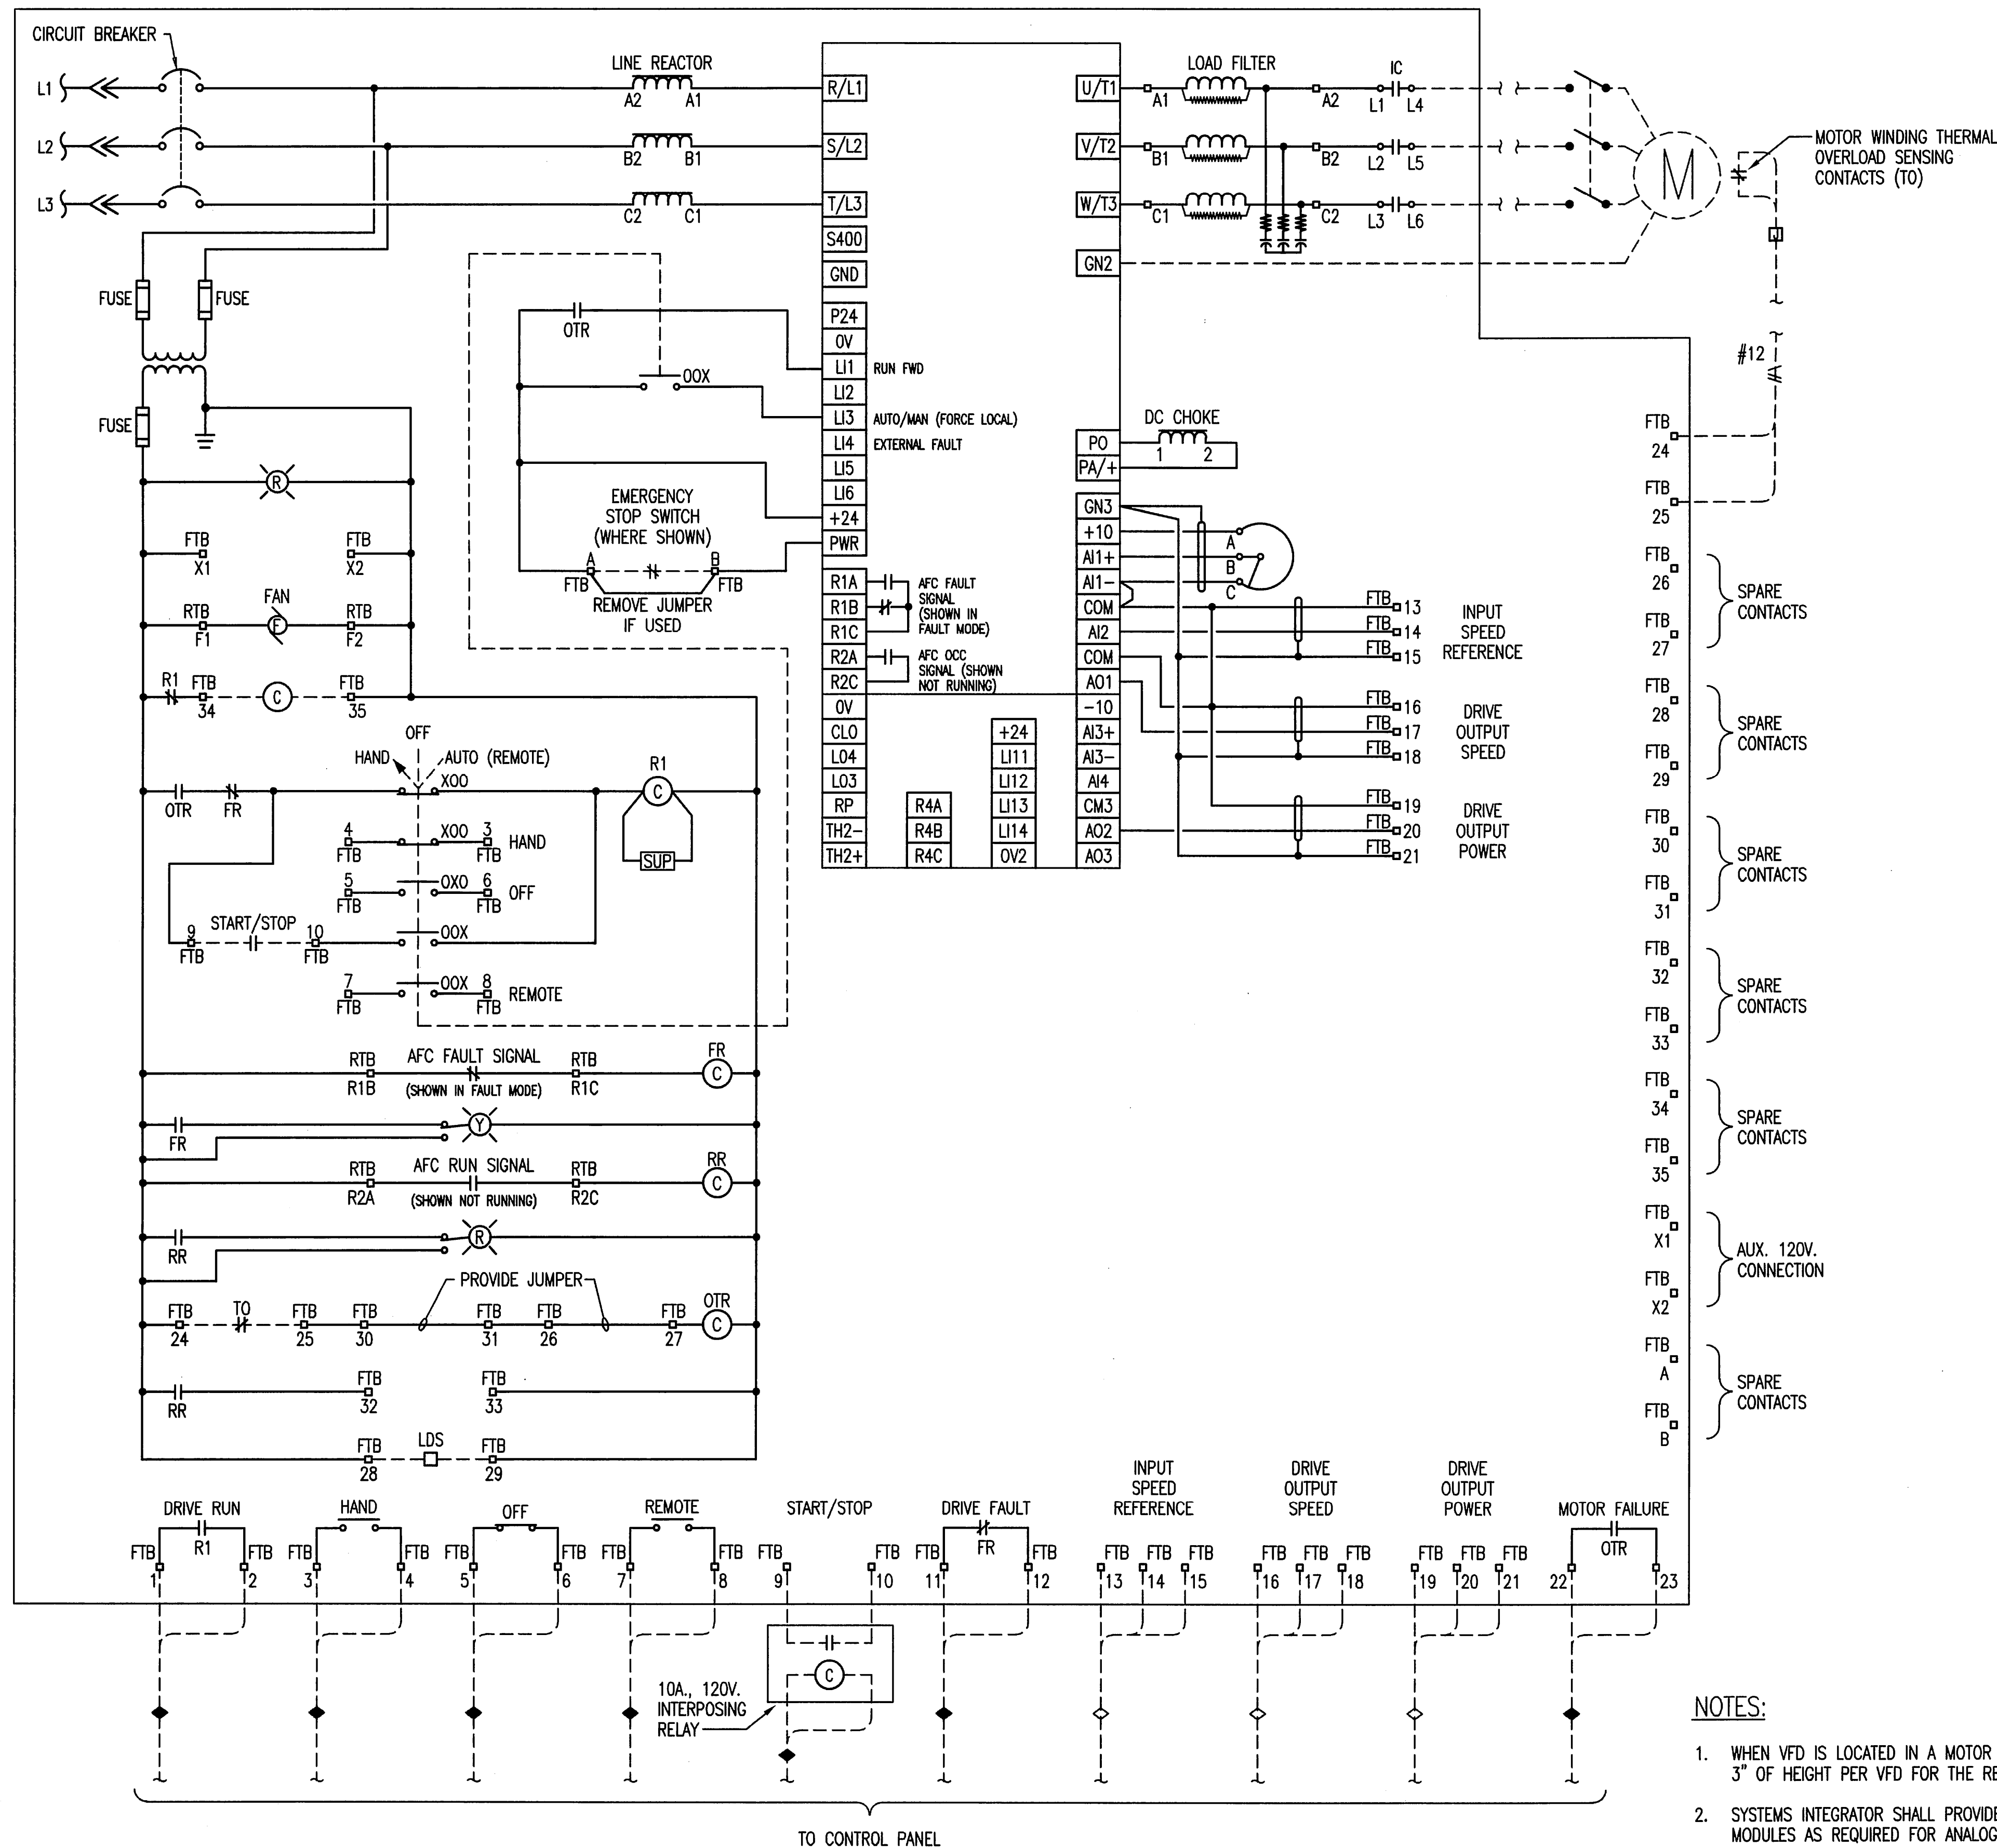 CIRCUIT BREAKER
L1
L2
L3
LINE REACTOR
A2 A1
B2 B1
C2 C1
R/L1
S/L2
T/L3
S400
GND
P24
0V
LI1 RUN FWD
LI2
LI3 AUTO/MAN (FORCE LOCAL)
LI4 EXTERNAL FAULT
LI5
LI6
+24
PWR
R1A
R1B
R1C
AFC FAULT
SIGNAL
(SHOWN IN
FAULT MODE)
R2A
R2C
AFC OCC
SIGNAL (SHOWN
NOT RUNNING)
0V
CLO
L04
L03
RP
TH2-
TH2+
R4A
R4B
R4C
+24
LI11
LI12
LI13
LI14
OV2
U/T1
V/T2
W/T3
GN2
PO
PA/+
GN3
+10
AI1+
AI1-
COM
AI2
COM
AO1
-10
AI3+
AI3-
AI4
CM3
AO2
AO3
LOAD FILTER
A1 A2
B1 B2
C1 C2
IC
L1 L4
L2 L5
L3 L6
M
MOTOR WINDING THERMAL
OVERLOAD SENSING
CONTACTS (TO)
#12
DC CHOKE
1 2
A
B
C
FTB 13
FTB 14
FTB 15
INPUT
SPEED
REFERENCE
FTB 16
FTB 17
FTB 18
DRIVE
OUTPUT
SPEED
FTB 19
FTB 20
FTB 21
DRIVE
OUTPUT
POWER
FUSE
FUSE
FUSE
R
FTB
X1
FTB
X2
RTB
F1
FAN
F
RTB
F2
R1 FTB
34
C
FTB
35
OTR
OOX
EMERGENCY
STOP SWITCH
(WHERE SHOWN)
A
FTB
B
FTB
REMOVE JUMPER
IF USED
OFF
HAND
AUTO (REMOTE)
XOO
OTR
FR
R1
C
SUP
4
FTB
XOO
3
FTB
HAND
5
FTB
OXO
6
FTB
OFF
START/STOP
9
FTB
10
FTB
OOX
7
FTB
OOX
8
FTB
REMOTE
RTB
R1B
AFC FAULT SIGNAL
(SHOWN IN FAULT MODE)
RTB
R1C
FR
C
FR
Y
RTB
R2A
AFC RUN SIGNAL
(SHOWN NOT RUNNING)
RTB
R2C
RR
C
RR
R
PROVIDE JUMPER
FTB
24
TO
FTB
25
FTB
30
FTB
31
FTB
26
FTB
27
OTR
C
RR
FTB
32
FTB
33
FTB
28
LDS
FTB
29
FTB
24
FTB
25
FTB
26
FTB
27
SPARE
CONTACTS
FTB
28
FTB
29
SPARE
CONTACTS
FTB
30
FTB
31
SPARE
CONTACTS
FTB
32
FTB
33
SPARE
CONTACTS
FTB
34
FTB
35
SPARE
CONTACTS
FTB
X1
FTB
X2
AUX. 120V.
CONNECTION
FTB
A
FTB
B
SPARE
CONTACTS
DRIVE RUN
R1
FTB 1
FTB 2
HAND
FTB 3
FTB 4
OFF
FTB 5
FTB 6
REMOTE
FTB 7
FTB 8
START/STOP
FTB 9
FTB 10
DRIVE FAULT
FR
FTB 11
FTB 12
INPUT
SPEED
REFERENCE
FTB 13
FTB 14
FTB 15
DRIVE
OUTPUT
SPEED
FTB 16
FTB 17
FTB 18
DRIVE
OUTPUT
POWER
FTB 19
FTB 20
FTB 21
MOTOR FAILURE
OTR
22
23
C
10A., 120V.
INTERPOSING
RELAY
TO CONTROL PANEL
NOTES:
1. WHEN VFD IS LOCATED IN A MOTOR
3" OF HEIGHT PER VFD FOR THE
2. SYSTEMS INTEGRATOR SHALL PROVIDE
MODULES AS REQUIRED FOR ANALOG